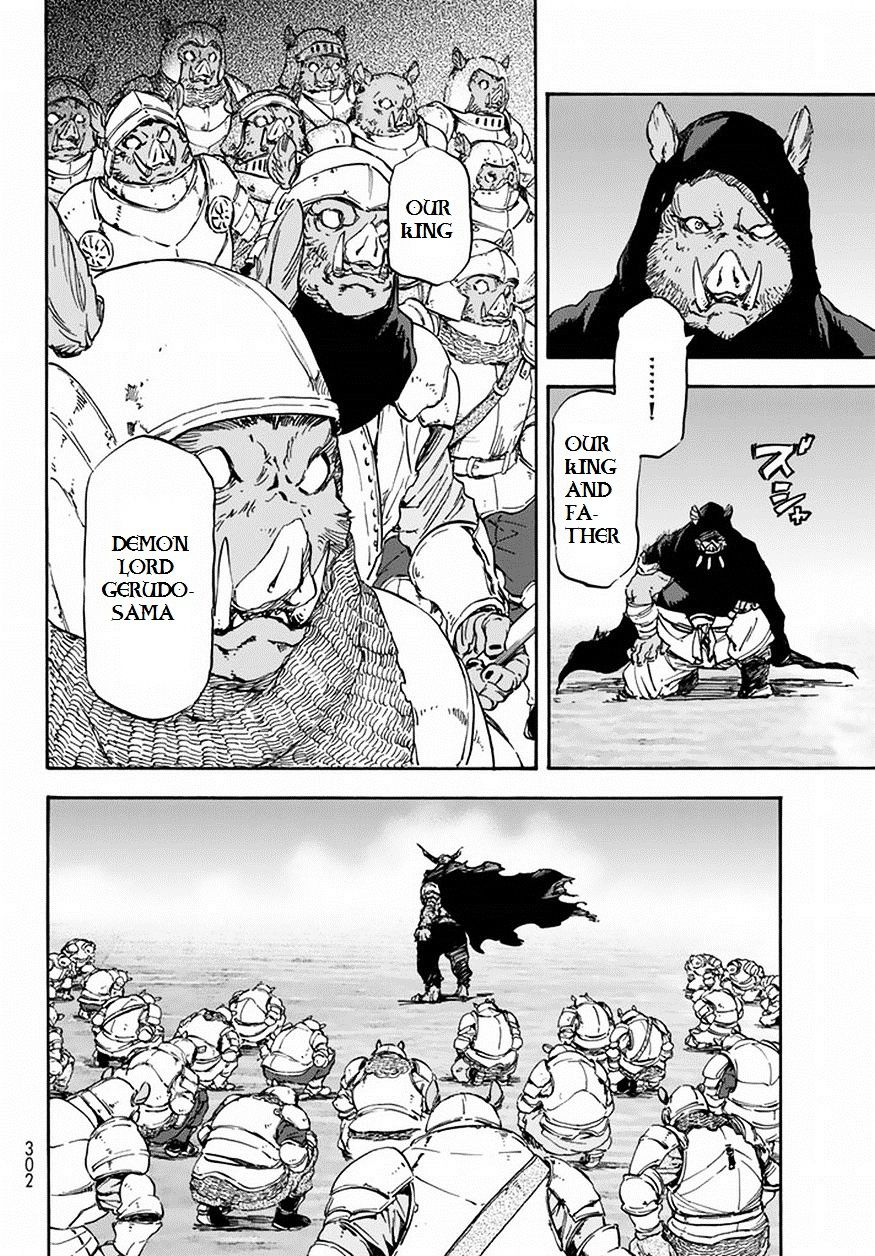 .........!
OUR
KING
AND
FA-
THER
ズシャ
OUR
KING
DEMON
LORD
GERUDO-
SAMA
302